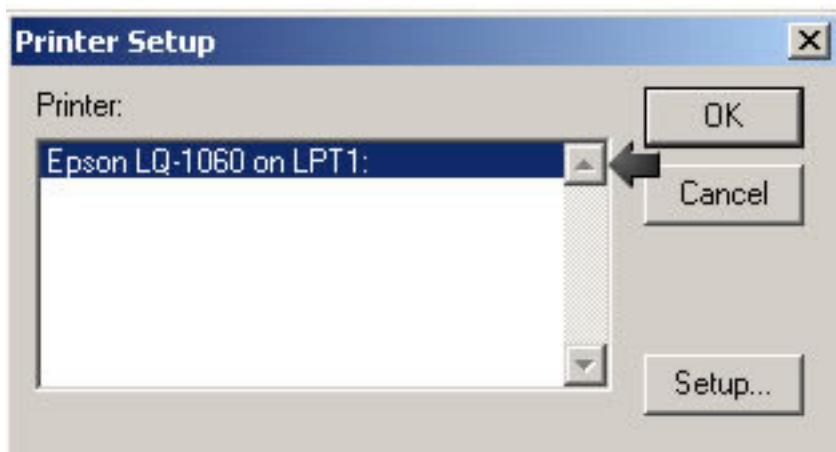 Printer Setup
Printer:
Epson LQ-1060 on LPT1:
OK
Cancel
Setup...